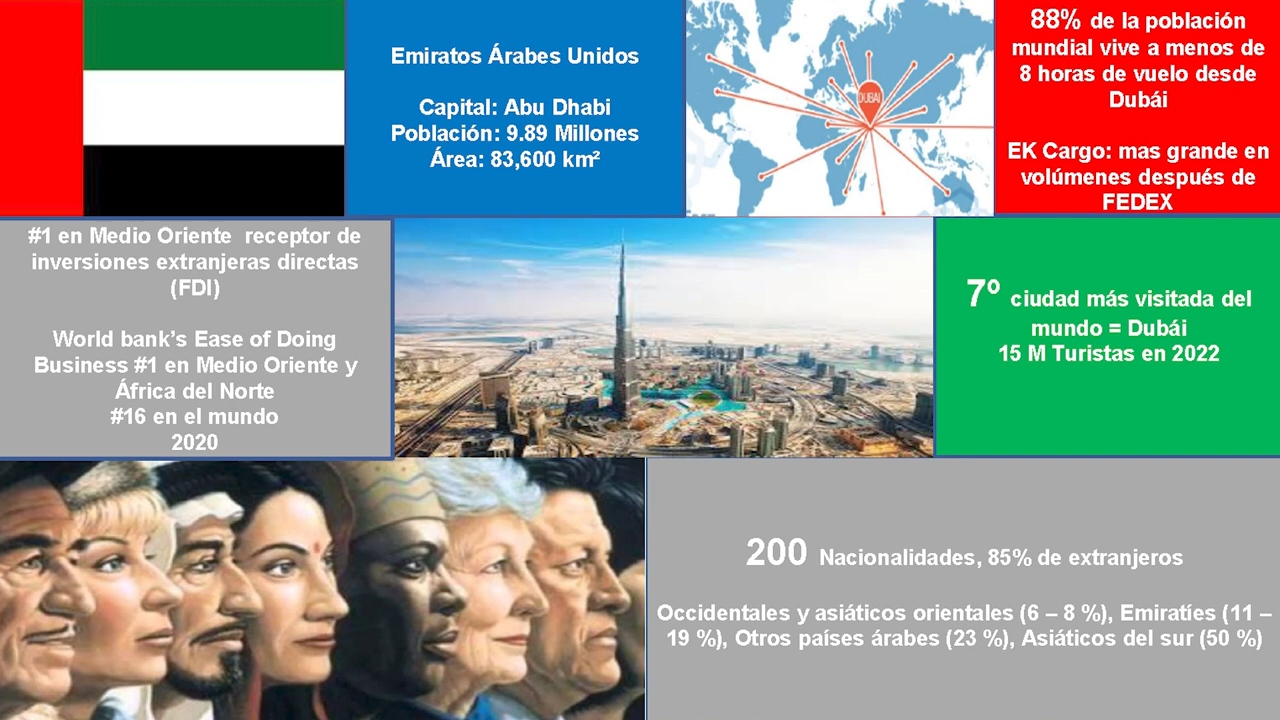 Emiratos Árabes Unidos
Capital: Abu Dhabi
Población: 9.89 Millones
Área: 83,600 km²
DUBAI
88% de la población
mundial vive a menos de
8 horas de vuelo desde
Dubái
EK Cargo: mas grande en
volúmenes después de
FEDEX
#1 en Medio Oriente  receptor de
inversiones extranjeras directas
(FDI)
World bank’s Ease of Doing
Business #1 en Medio Oriente y
África del Norte
#16 en el mundo
2020
7º ciudad más visitada del
mundo = Dubái
15 M Turistas en 2022
200 Nacionalidades, 85% de extranjeros
Occidentales y asiáticos orientales (6 – 8 %), Emiratíes (11 –
19 %), Otros países árabes (23 %), Asiáticos del sur (50 %)